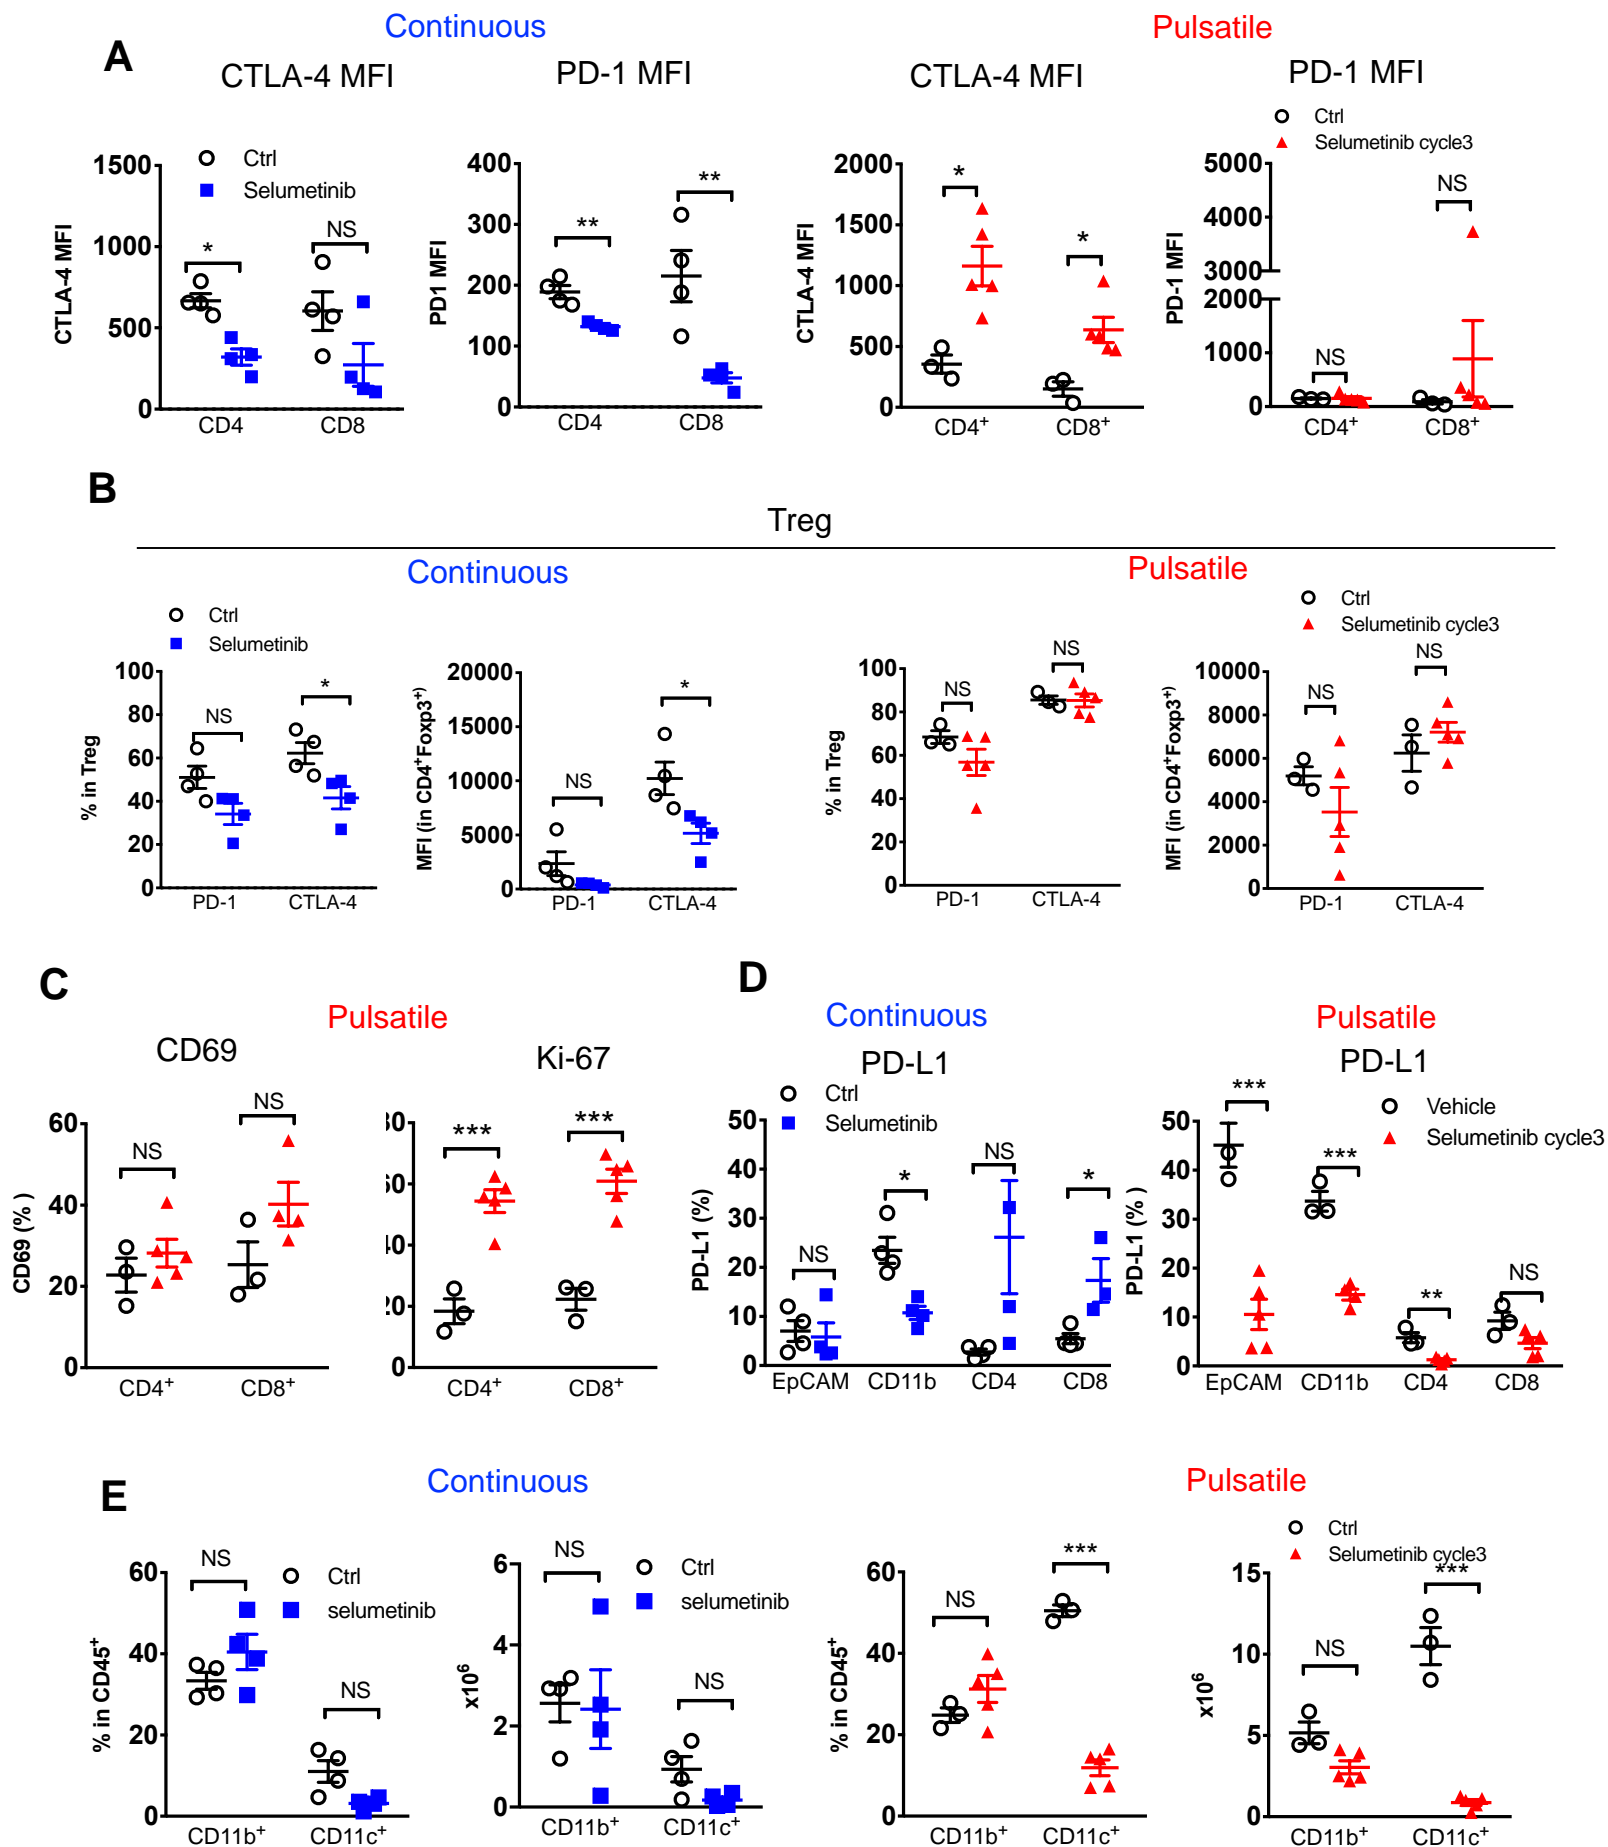 Continuous
Pulsatile
A
CTLA-4 MFI
PD-1 MFI
CTLA-4 MFI
PD-1 MFI
Ctrl
Selumetinib
Ctrl
Selumetinib cycle3
CTLA-4 MFI
1500
1000
500
0
*
NS
CD4
CD8
PD1 MFI
400
300
200
100
0
**
**
CD4
CD8
CTLA-4 MFI
2000
1500
1000
500
0
*
*
CD4+
CD8+
PD-1 MFI
5000
4000
3000
2000
1000
0
NS
NS
CD4+
CD8+
B
Treg
Continuous
Pulsatile
Ctrl
Selumetinib
Ctrl
Selumetinib cycle3
% in Treg
100
80
60
40
20
0
NS
*
PD-1
CTLA-4
MFI (in CD4+Foxp3+)
20000
15000
10000
5000
0
NS
*
PD-1
CTLA-4
% in Treg
100
80
60
40
20
0
NS
NS
PD-1
CTLA-4
MFI (in CD4+Foxp3+)
10000
8000
6000
4000
2000
0
NS
NS
PD-1
CTLA-4
C
Pulsatile
CD69
Ki-67
CD69 (% )
60
40
20
0
NS
NS
CD4+
CD8+
80
60
40
20
0
***
***
CD4+
CD8+
D
Continuous
Pulsatile
PD-L1
PD-L1
Ctrl
Selumetinib
Vehicle
Selumetinib cycle3
PD-L1 (%)
50
40
30
20
10
0
NS
*
NS
*
EpCAM
CD11b
CD4
CD8
PD-L1 (% )
50
40
30
20
10
0
***
***
**
NS
EpCAM
CD11b
CD4
CD8
E
Continuous
Pulsatile
Ctrl
selumetinib
Ctrl
selumetinib
Ctrl
Selumetinib cycle3
% in CD45+
60
40
20
0
NS
NS
CD11b+
CD11c+
x106
6
4
2
0
NS
NS
CD11b+
CD11c+
% in CD45+
60
40
20
0
NS
***
CD11b+
CD11c+
x106
15
10
5
0
NS
***
CD11b+
CD11c+